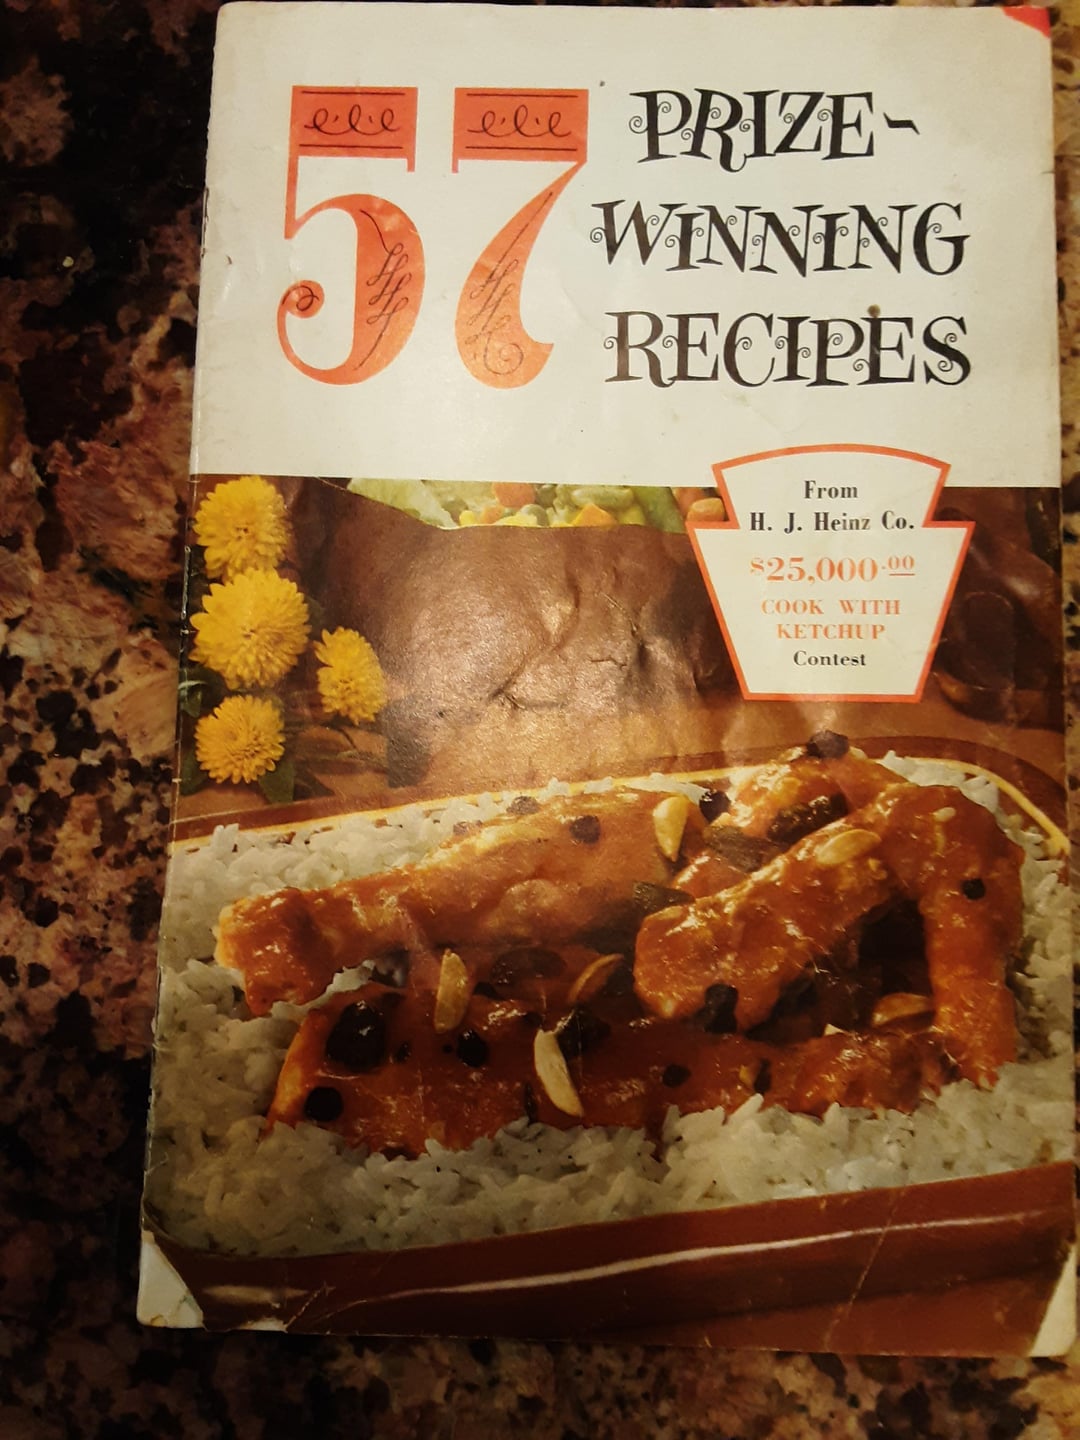 57
PRIZE-
WINNING
RECIPES
From
H. J. Heinz Co.
$25,000.00
COOK WITH
KETCHUP
Contest